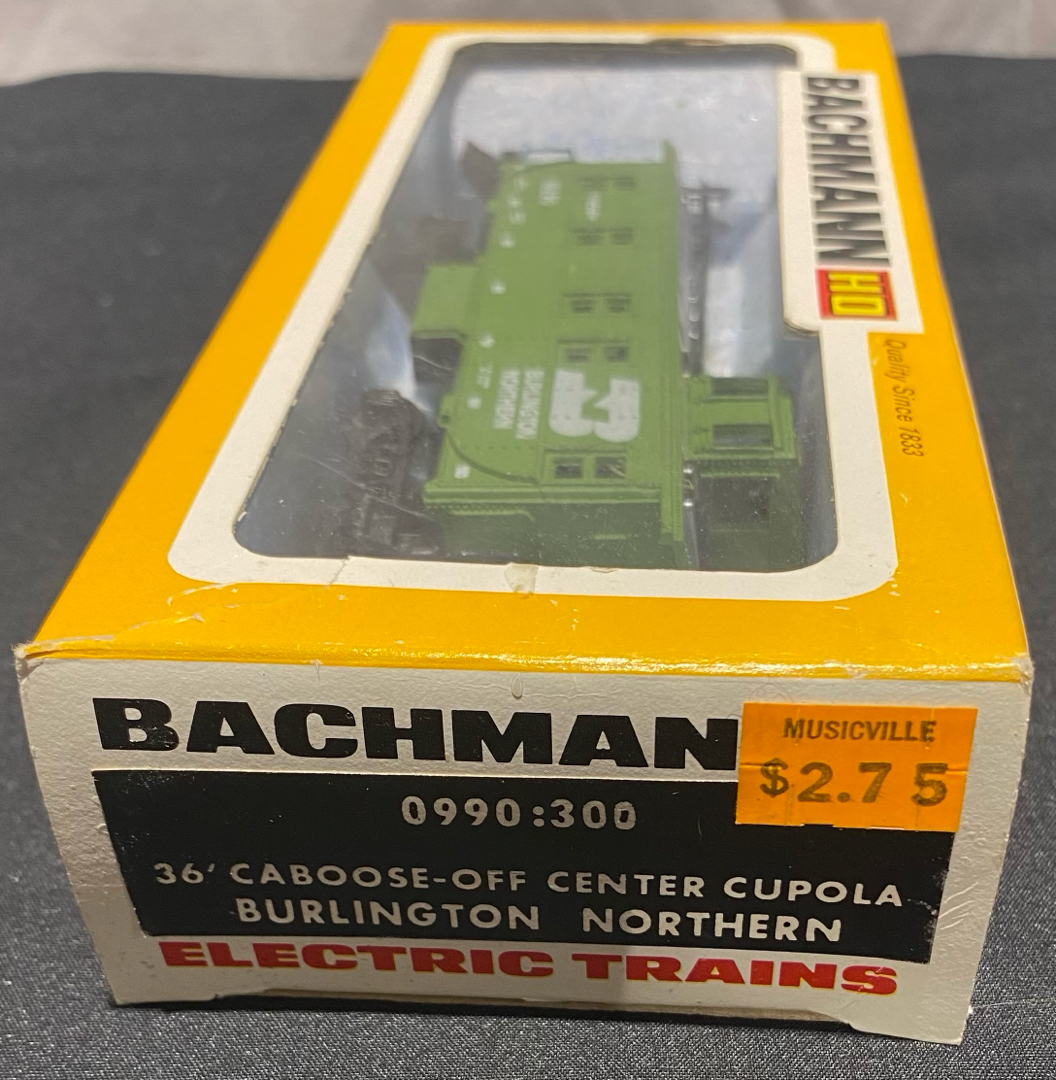 BACHMANN HO
Quality Since 1833
BURLINGTON
NORTHERN
BACHMAN
MUSICVILLE
$2.75
0990:300
36' CABOOSE-OFF CENTER CUPOLA
BURLINGTON NORTHERN
ELECTRIC TRAINS